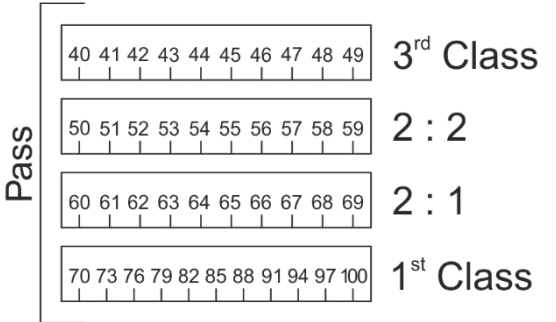 Pass
40 41 42 43 44 45 46 47 48 49 3rd Class
50 51 52 53 54 55 56 57 58 59 2 : 2
60 61 62 63 64 65 66 67 68 69 2 : 1
70 73 76 79 82 85 88 91 94 97 100 1st Class